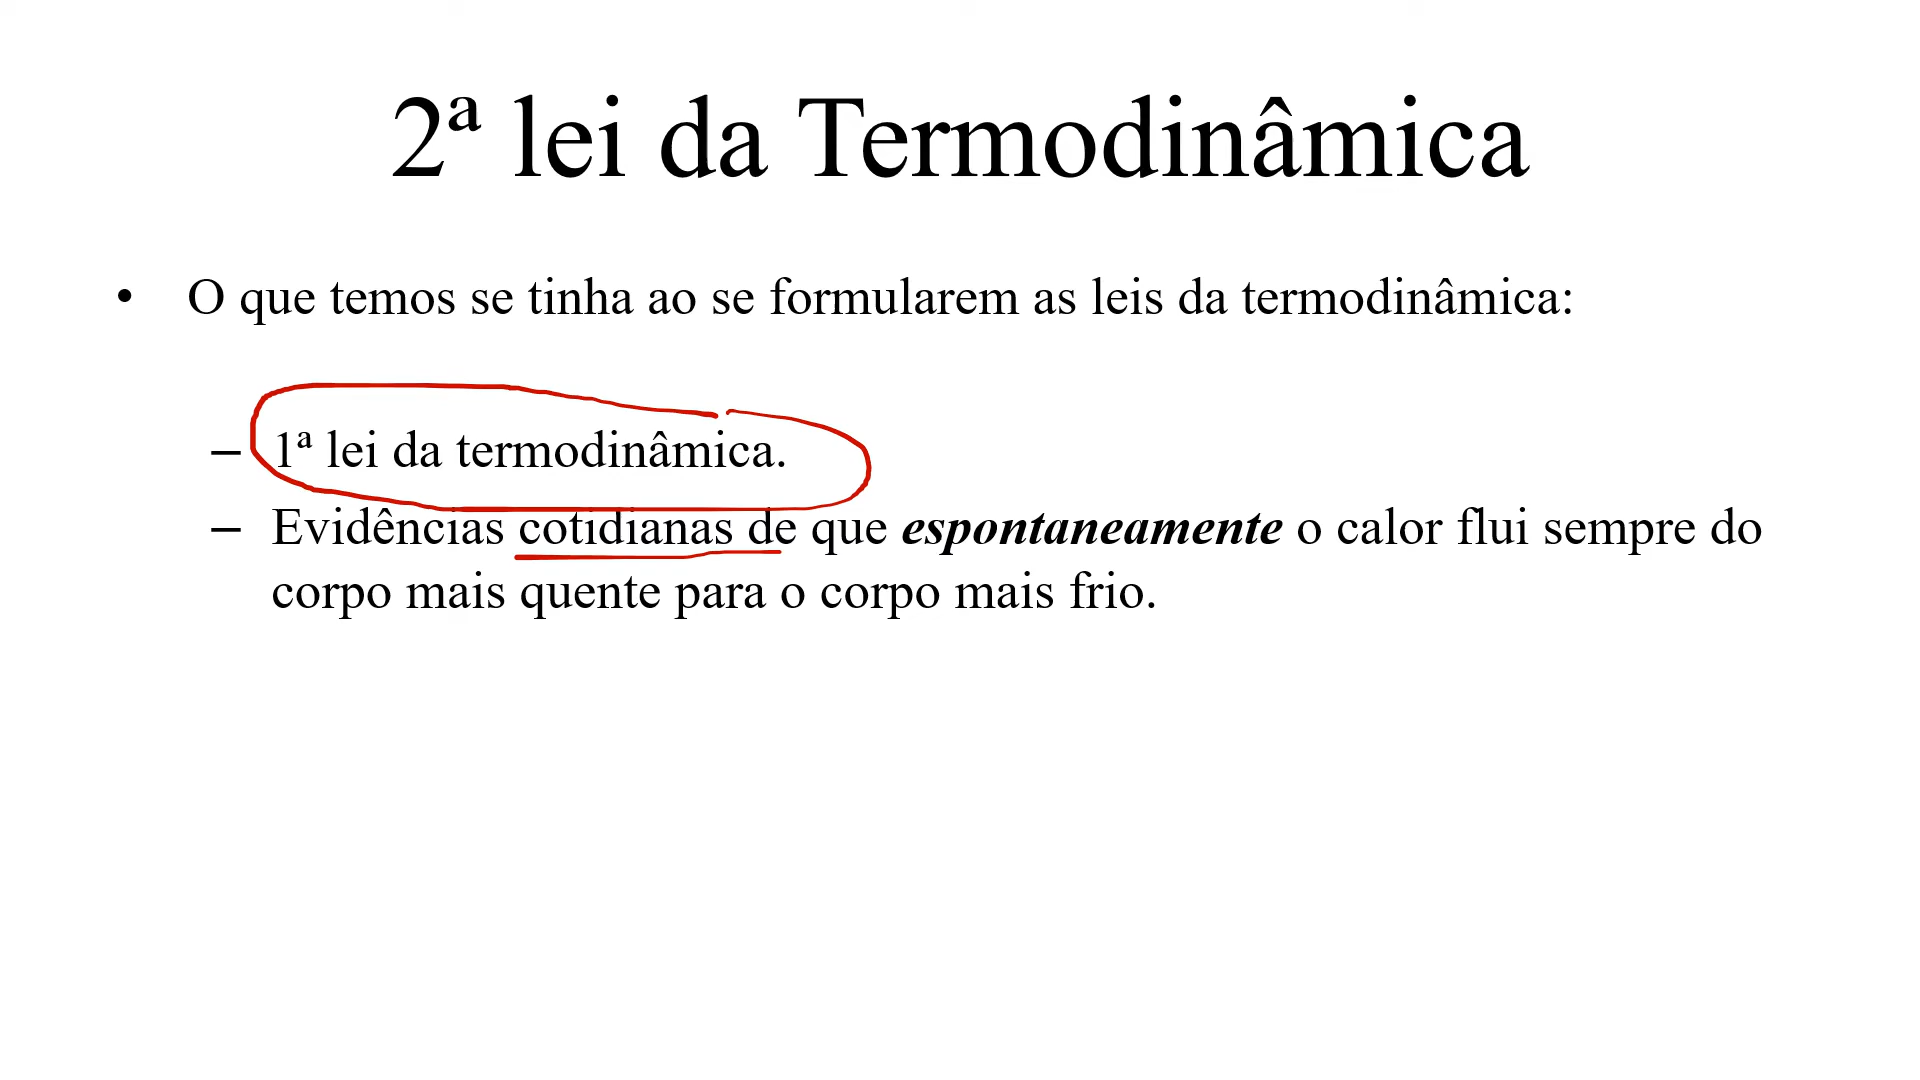 2ª lei da Termodinâmica
• O que temos se tinha ao se formularem as leis da termodinâmica:
– 1ª lei da termodinâmica.
– Evidências cotidianas de que espontaneamente o calor flui sempre do
corpo mais quente para o corpo mais frio.